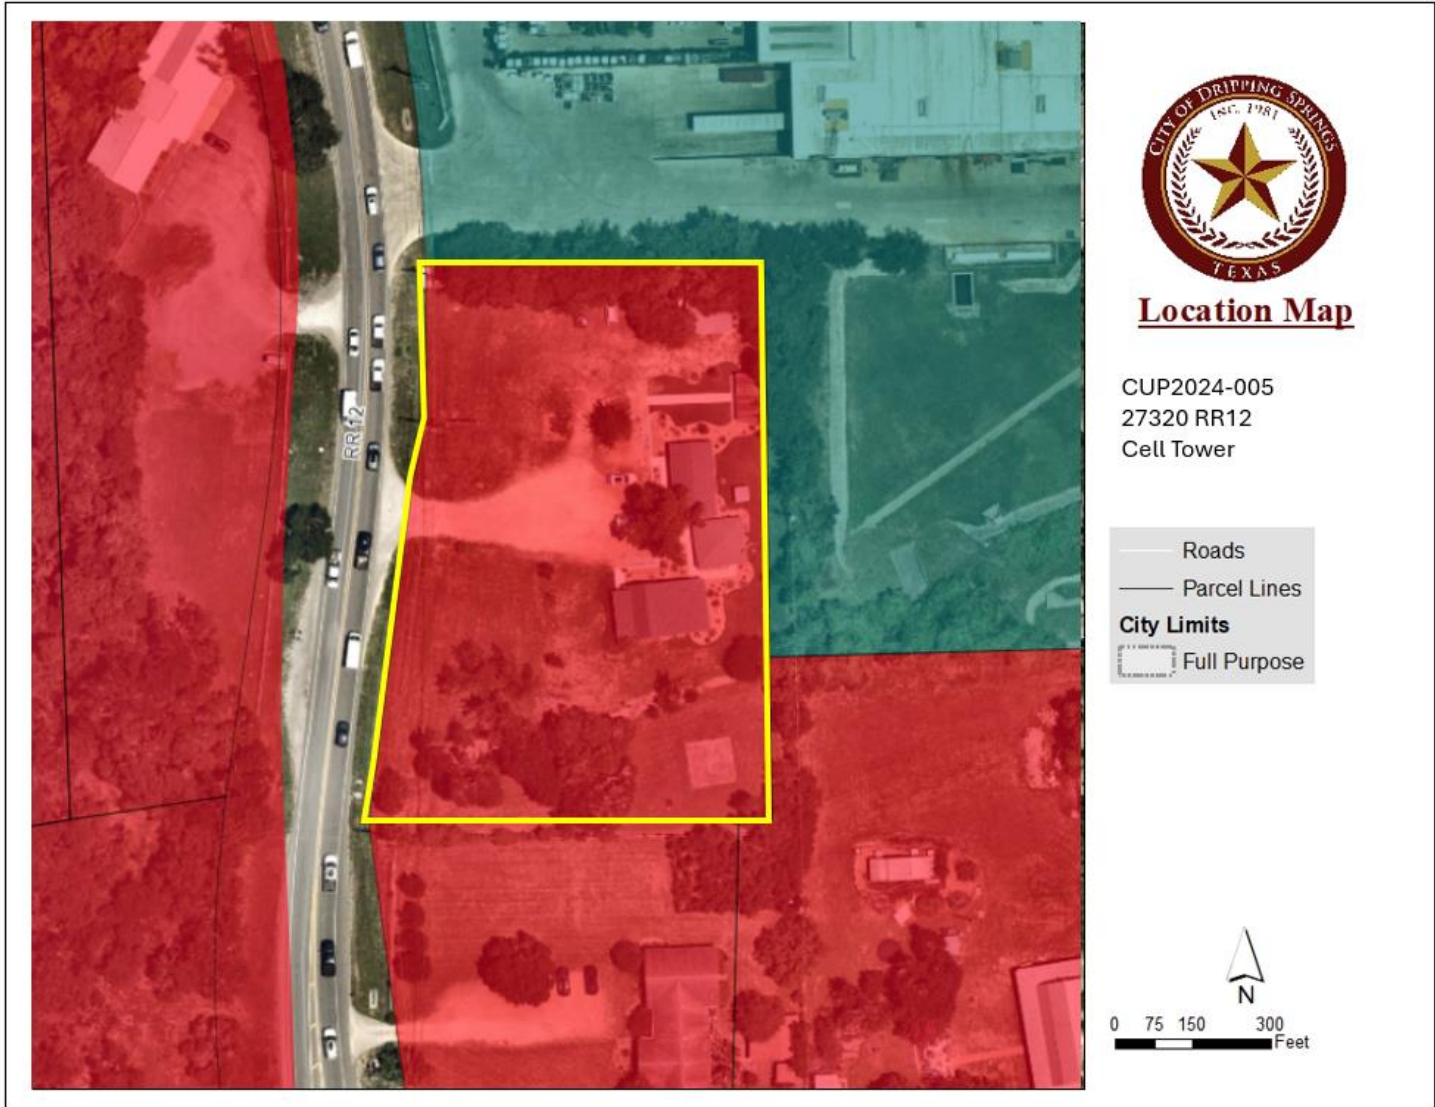 CITY OF DRIPPING SPRINGS
INC. 1981
TEXAS
Location Map
CUP2024-005
27320 RR12
Cell Tower
RR 12
Roads
Parcel Lines
City Limits
Full Purpose
N
0 75 150 300
Feet